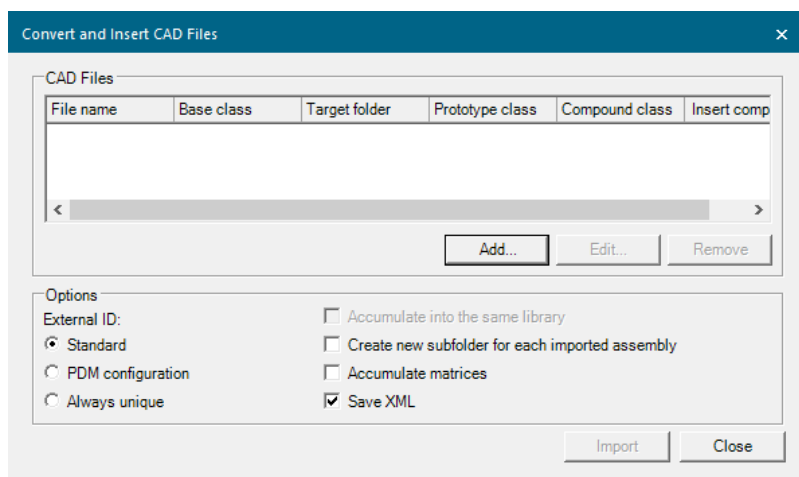 Convert and Insert CAD Files
CAD Files
File name Base class Target folder Prototype class Compound class Insert comp
Add... Edit... Remove
Options
External ID:
Accumulate into the same library
Standard
Create new subfolder for each imported assembly
PDM configuration
Accumulate matrices
Always unique
Save XML
Import Close